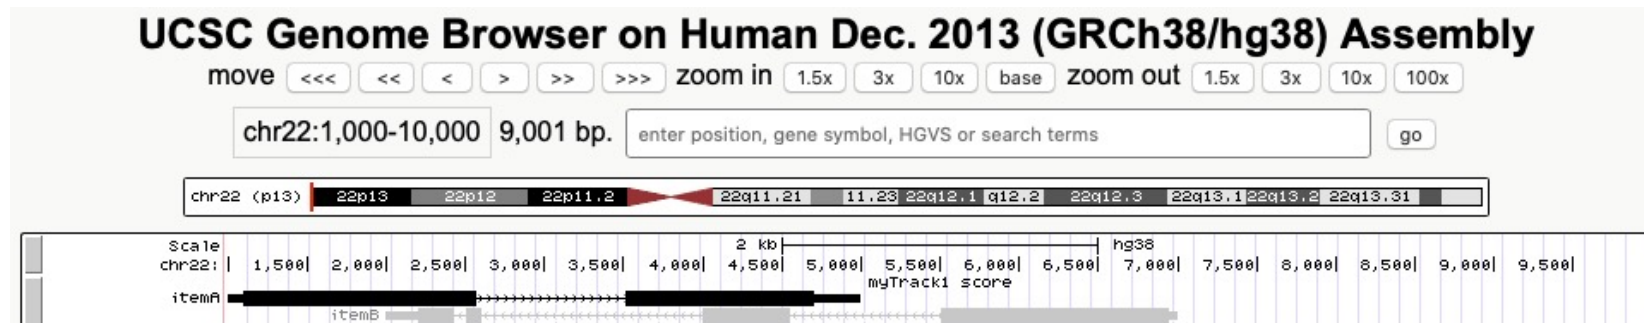 UCSC Genome Browser on Human Dec. 2013 (GRCh38/hg38) Assembly
move <<< << < > >> >>> zoom in 1.5x 3x 10x base zoom out 1.5x 3x 10x 100x
chr22:1,000-10,000 9,001 bp. enter position, gene symbol, HGVS or search terms go
chr22 (p13) 22p13 22p12 22p11.2 22q11.21 11.23 22q12.1 q12.2 22q12.3 22q13.1 22q13.2 22q13.31
Scale 2 kb hg38
chr22: 1,500 2,000 2,500 3,000 3,500 4,000 4,500 5,000 5,500 6,000 6,500 7,000 7,500 8,000 8,500 9,000 9,500
myTrack1 score
itemA
itemB